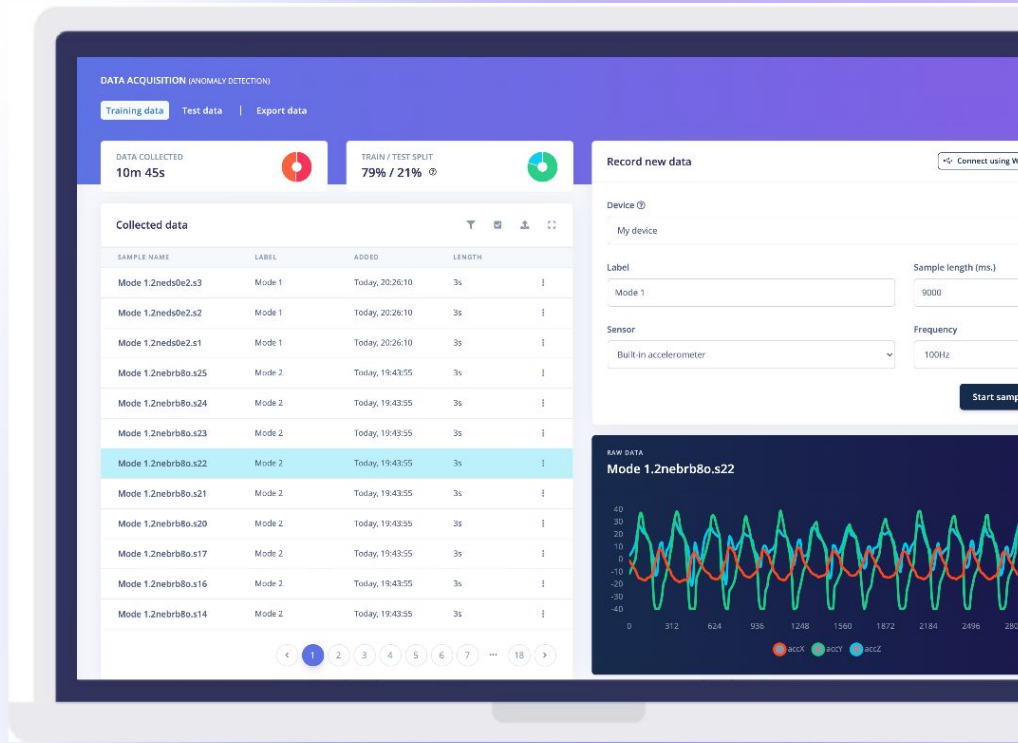 DATA ACQUISITION (ANOMALY DETECTION)
Training data Test data | Export data
DATA COLLECTED
10m 45s
TRAIN / TEST SPLIT
79% / 21%
Collected data
SAMPLE NAME LABEL ADDED LENGTH
Mode 1.2neds0e2.s3 Mode 1 Today, 20:26:10 3s
Mode 1.2neds0e2.s2 Mode 1 Today, 20:26:10 3s
Mode 1.2neds0e2.s1 Mode 1 Today, 20:26:10 3s
Mode 1.2nebrb8o.s25 Mode 2 Today, 19:43:55 3s
Mode 1.2nebrb8o.s24 Mode 2 Today, 19:43:55 3s
Mode 1.2nebrb8o.s23 Mode 2 Today, 19:43:55 3s
Mode 1.2nebrb8o.s22 Mode 2 Today, 19:43:55 3s
Mode 1.2nebrb8o.s21 Mode 2 Today, 19:43:55 3s
Mode 1.2nebrb8o.s20 Mode 2 Today, 19:43:55 3s
Mode 1.2nebrb8o.s17 Mode 2 Today, 19:43:55 3s
Mode 1.2nebrb8o.s16 Mode 2 Today, 19:43:55 3s
Mode 1.2nebrb8o.s14 Mode 2 Today, 19:43:55 3s
‹ 1 2 3 4 5 6 7 ... 18 ›
Record new data
Connect using W
Device
My device
Label Sample length (ms.)
Mode 1 9000
Sensor Frequency
Built-in accelerometer 100Hz
Start samp
RAW DATA
Mode 1.2nebrb8o.s22
40
30
20
10
0
-10
-20
-30
-40
0 312 624 936 1248 1560 1872 2184 2496 280
accX accY accZ